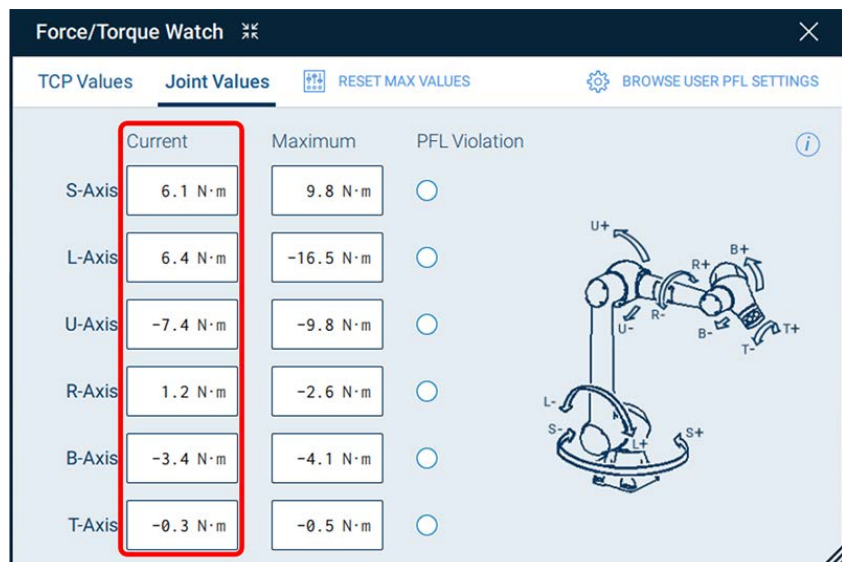 Force/Torque Watch
TCP Values Joint Values RESET MAX VALUES BROWSE USER PFL SETTINGS
Current Maximum PFL Violation
S-Axis 6.1 N·m 9.8 N·m
L-Axis 6.4 N·m -16.5 N·m
U-Axis -7.4 N·m -9.8 N·m
R-Axis 1.2 N·m -2.6 N·m
B-Axis -3.4 N·m -4.1 N·m
T-Axis -0.3 N·m -0.5 N·m
U+
B+
R+
R-
U-
B-
T+
T-
L-
S-
L+
S+
i